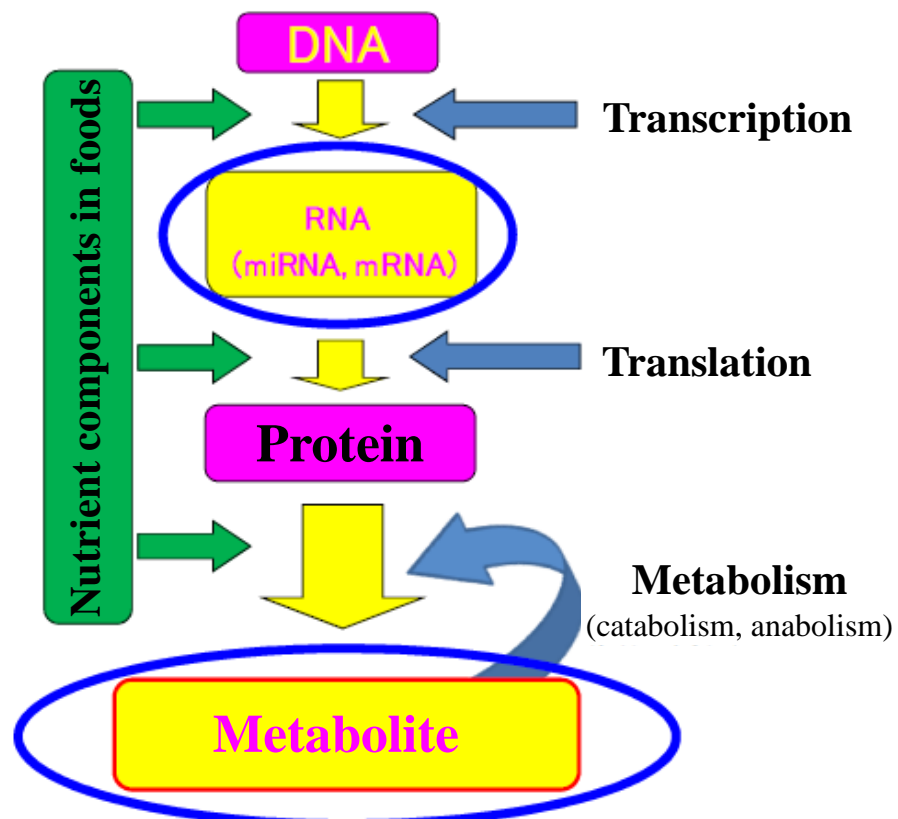 DNA
Nutrient components in foods
Transcription
RNA
(miRNA, mRNA)
Translation
Protein
Metabolism
(catabolism, anabolism)
Metabolite